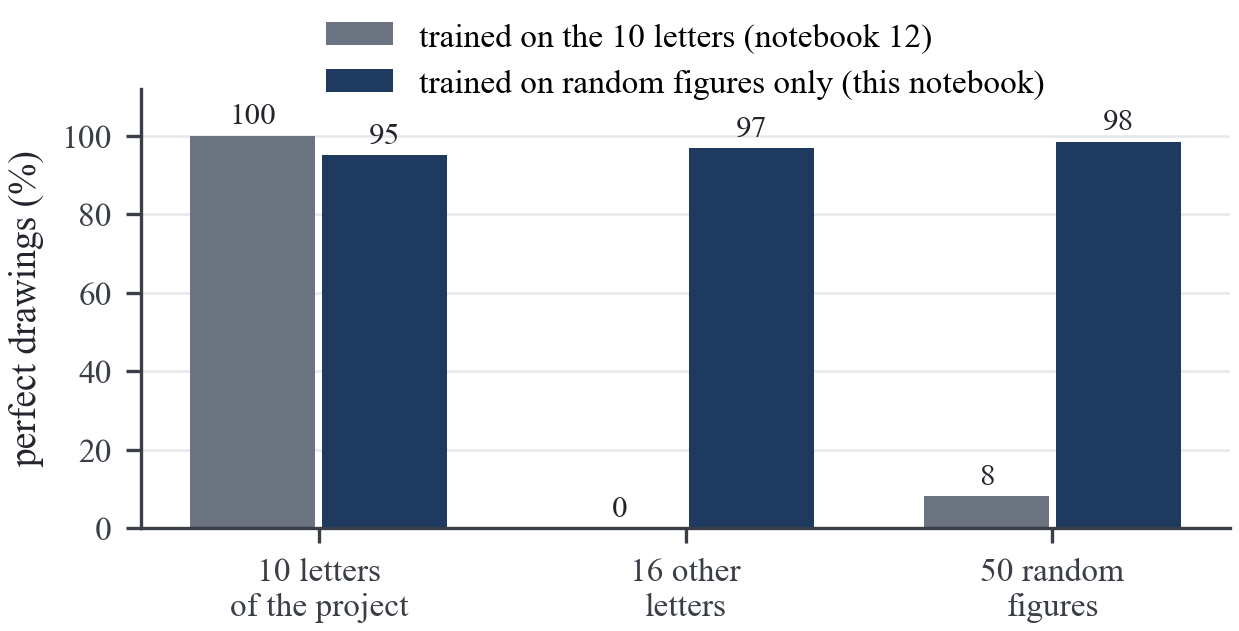 trained on the 10 letters (notebook 12)
trained on random figures only (this notebook)
perfect drawings (%)
100
80
60
40
20
0
100
95
0
97
8
98
10 letters
of the project
16 other
letters
50 random
figures